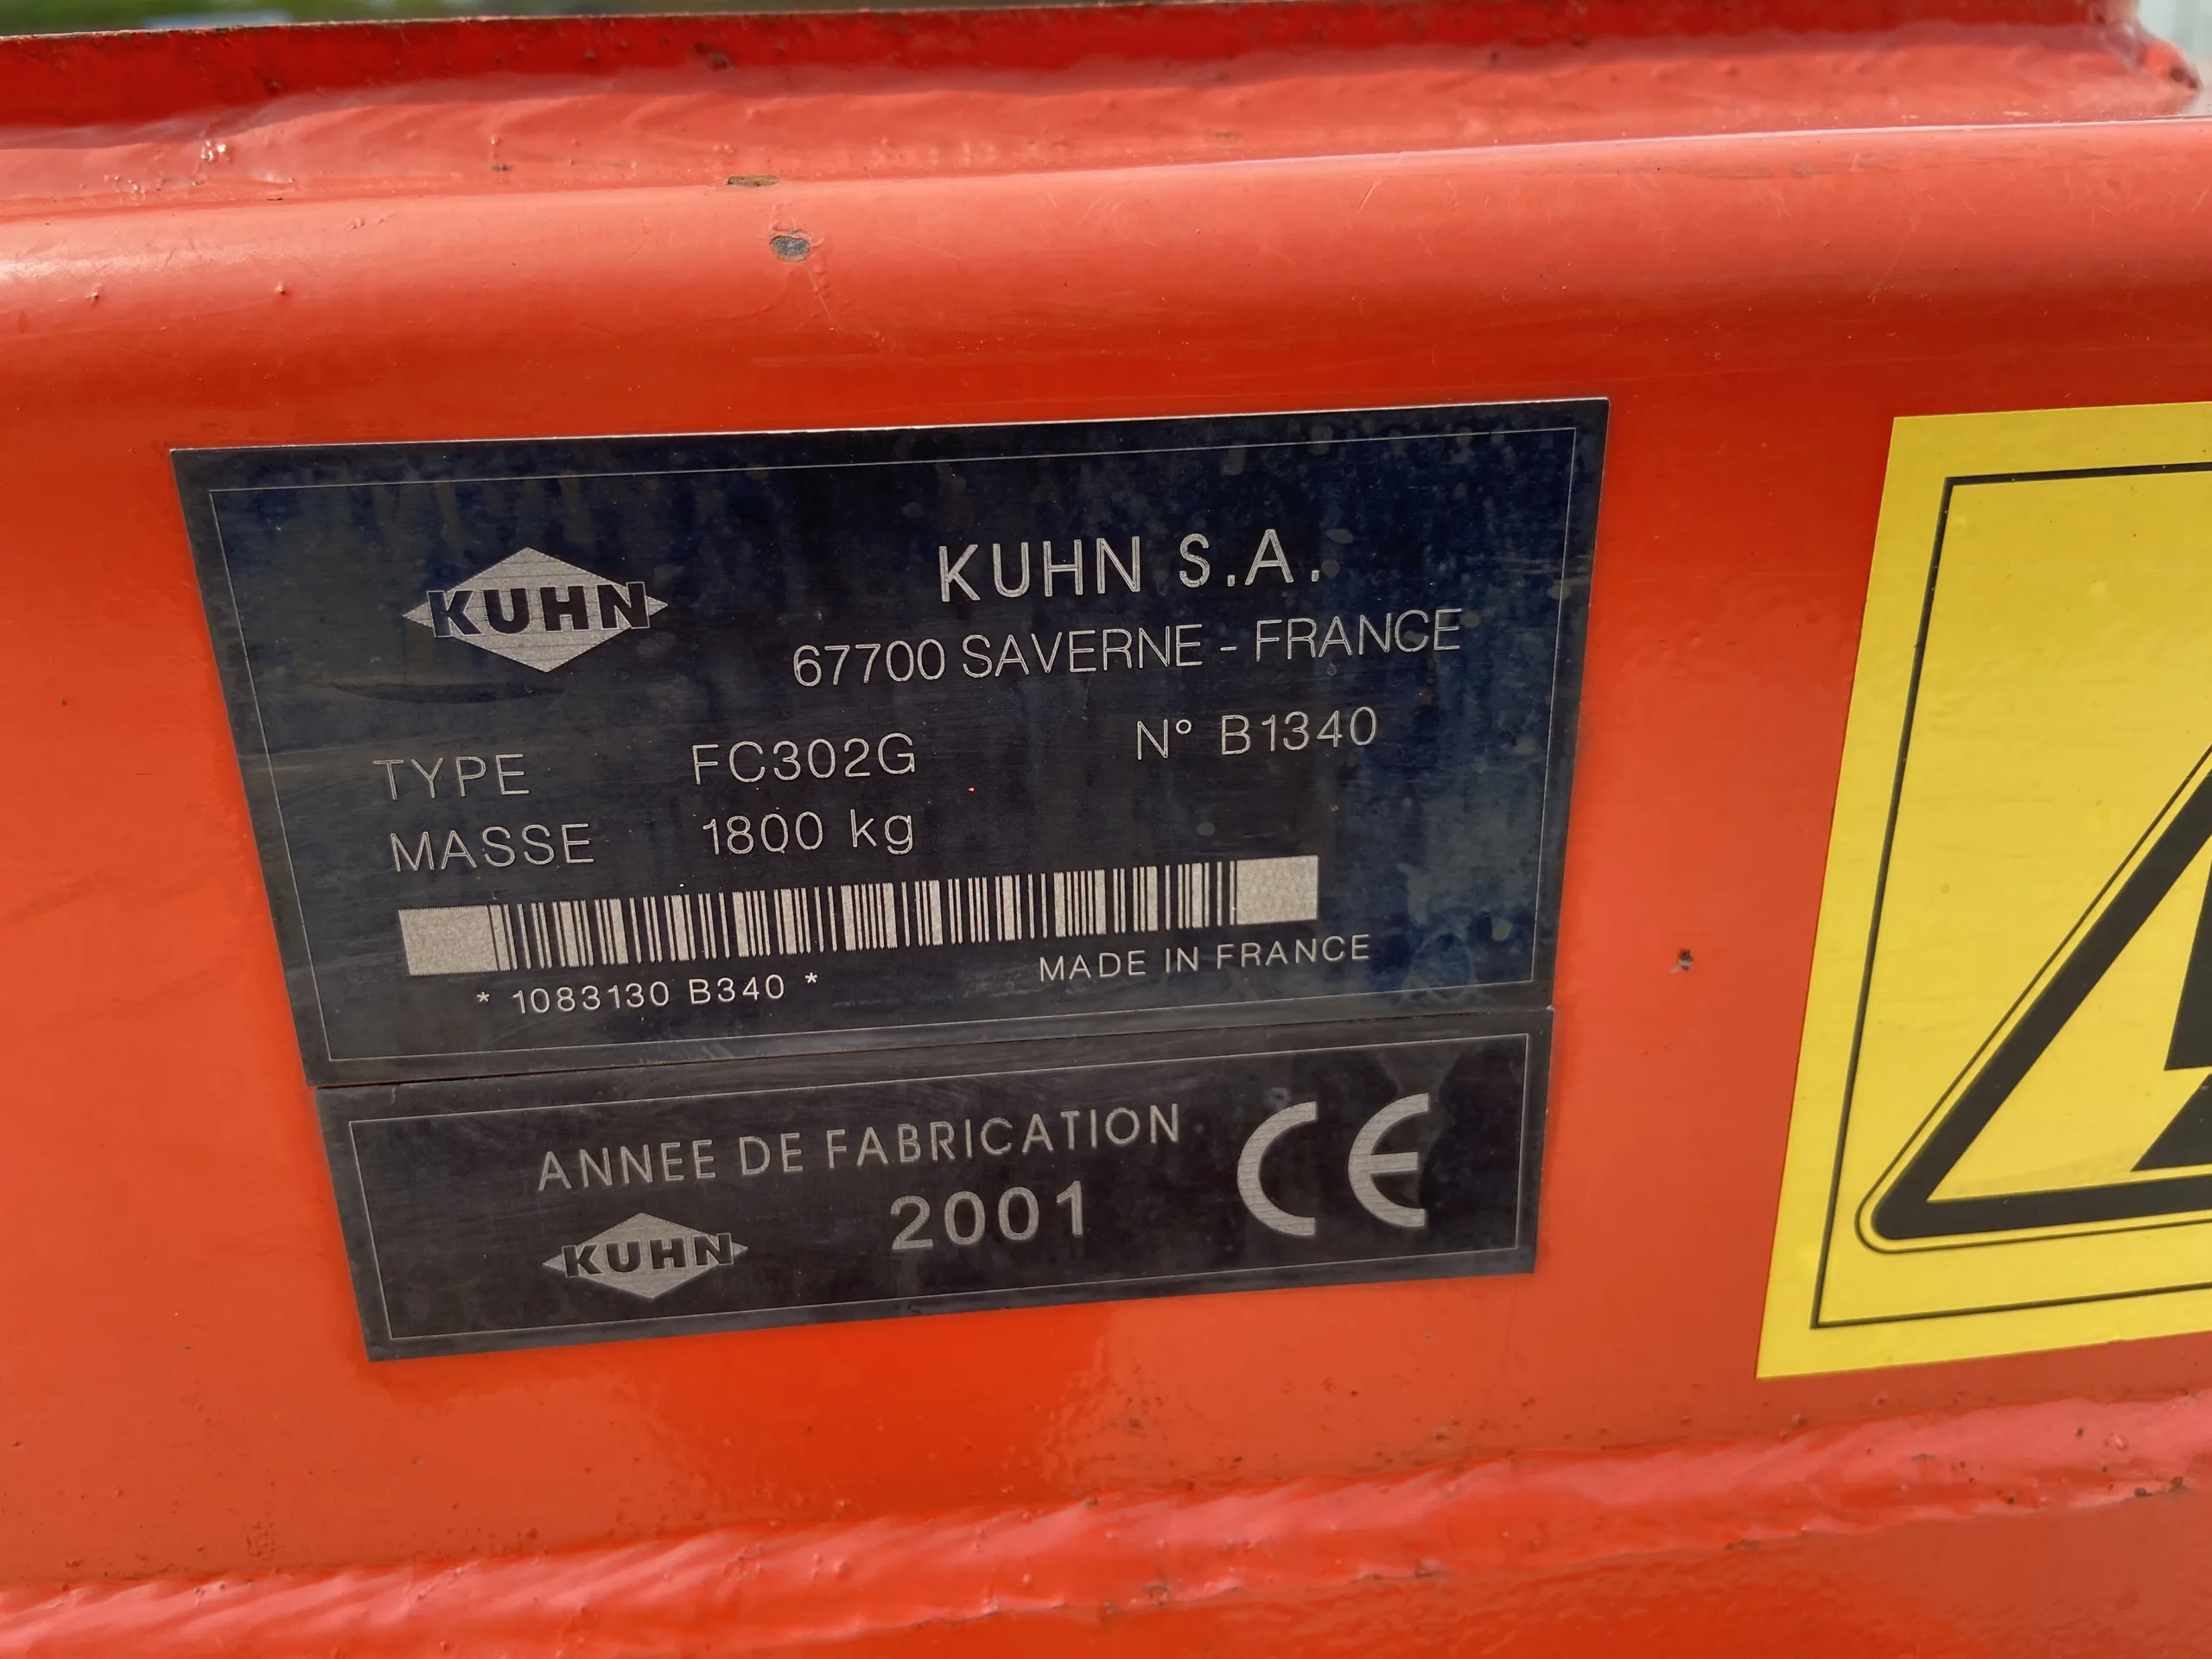 KUHN
KUHN S.A.
67700 SAVERNE - FRANCE
TYPE FC302G N° B1340
MASSE 1800 kg
* 1083130 B340 *
MADE IN FRANCE
ANNEE DE FABRICATION
KUHN 2001 CE